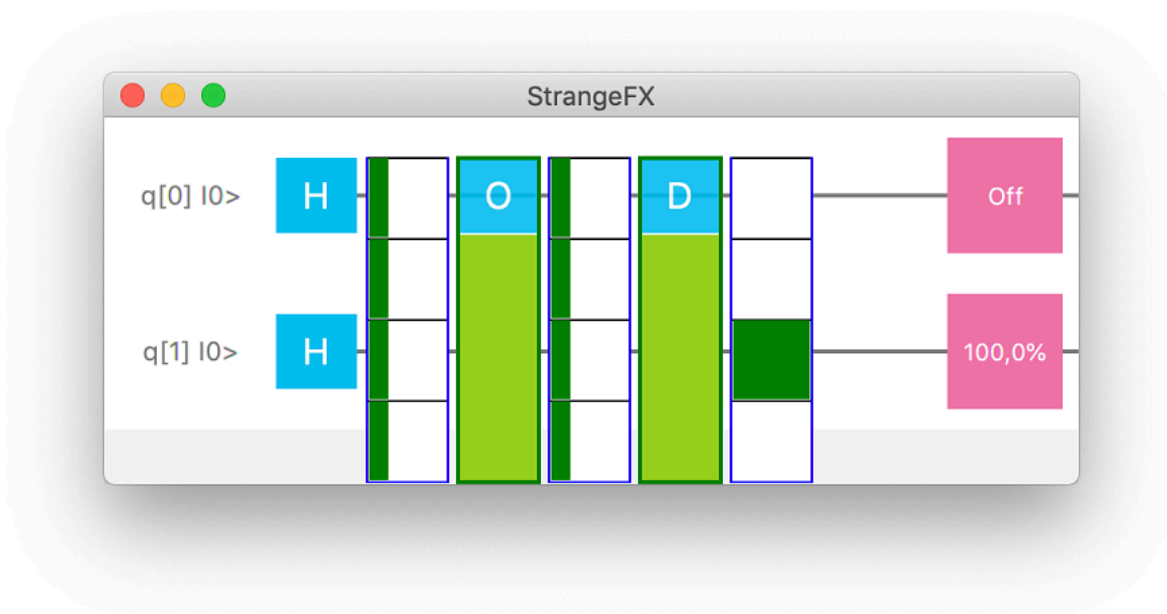 StrangeFX
q[0] I0> H O D Off
q[1] I0> H 100,0%